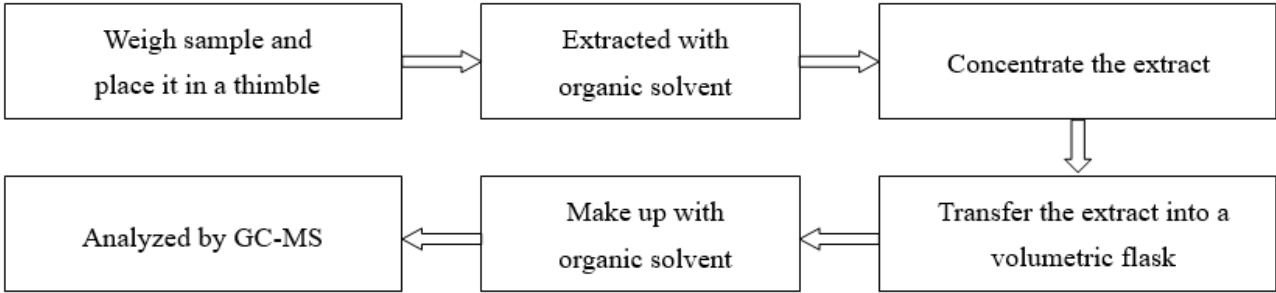 Weigh sample and
place it in a thimble
Extracted with
organic solvent
Concentrate the extract
Transfer the extract into a
volumetric flask
Make up with
organic solvent
Analyzed by GC-MS